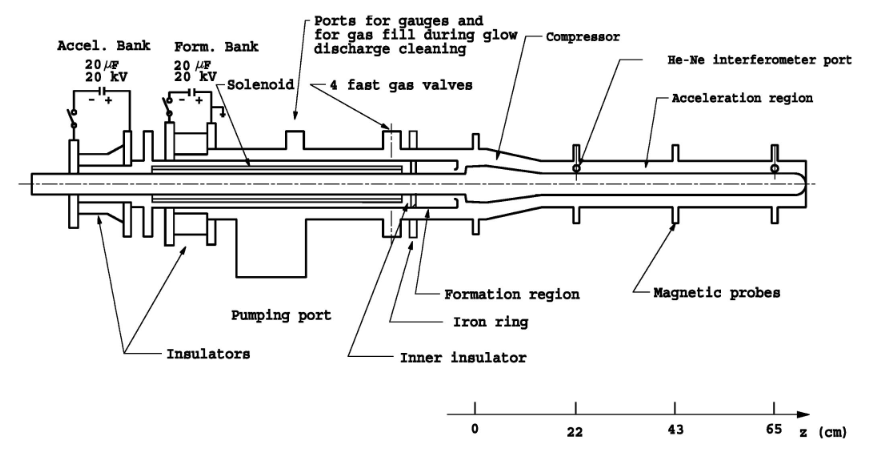 Ports for gauges and
for gas fill during glow
discharge cleaning
Accel. Bank
20 µF
20 kV
- +
Form. Bank
20 µF
20 kV
- +
Solenoid
4 fast gas valves
Compressor
He-Ne interferometer port
Acceleration region
Formation region
Magnetic probes
Pumping port
Iron ring
Insulators
Inner insulator
0 22 43 65 z (cm)